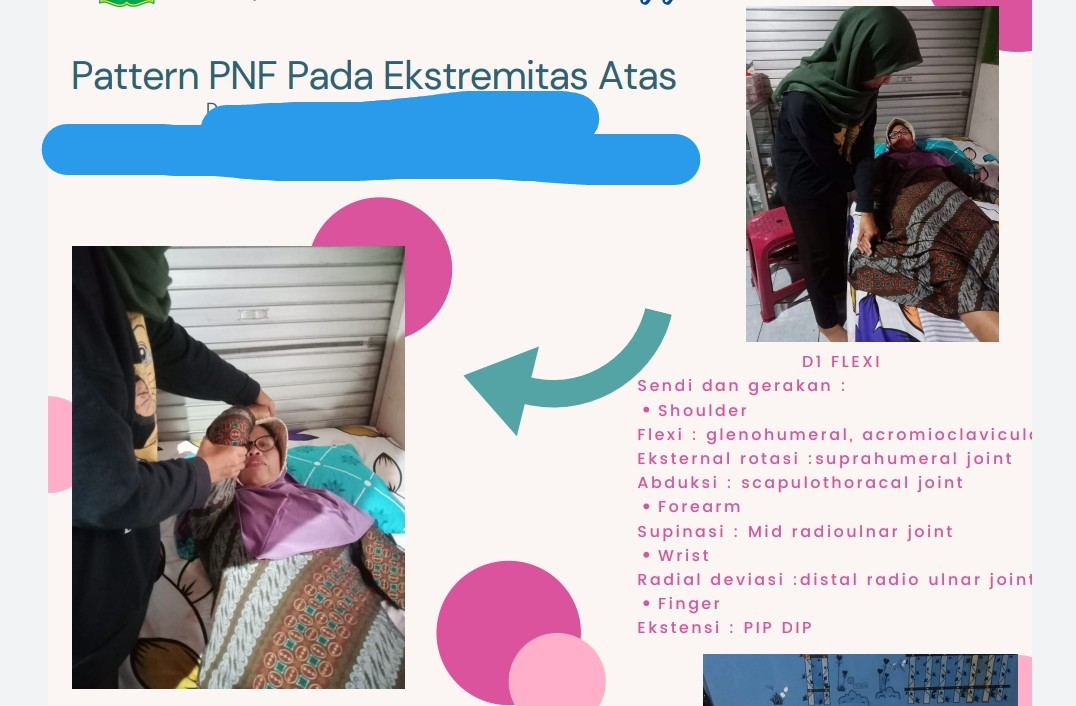 Pattern PNF Pada Ekstremitas Atas
D1 FLEXI
Sendi dan gerakan :
• Shoulder
Flexi : glenohumeral,
Eksternal rotasi :suprahumeral joint
Abduksi : scapulothoracal joint
• Forearm
Supinasi : Mid radioulnar joint
• Wrist
Radial deviasi :distal radio ulnar joint
• Finger
Ekstensi : PIP DIP